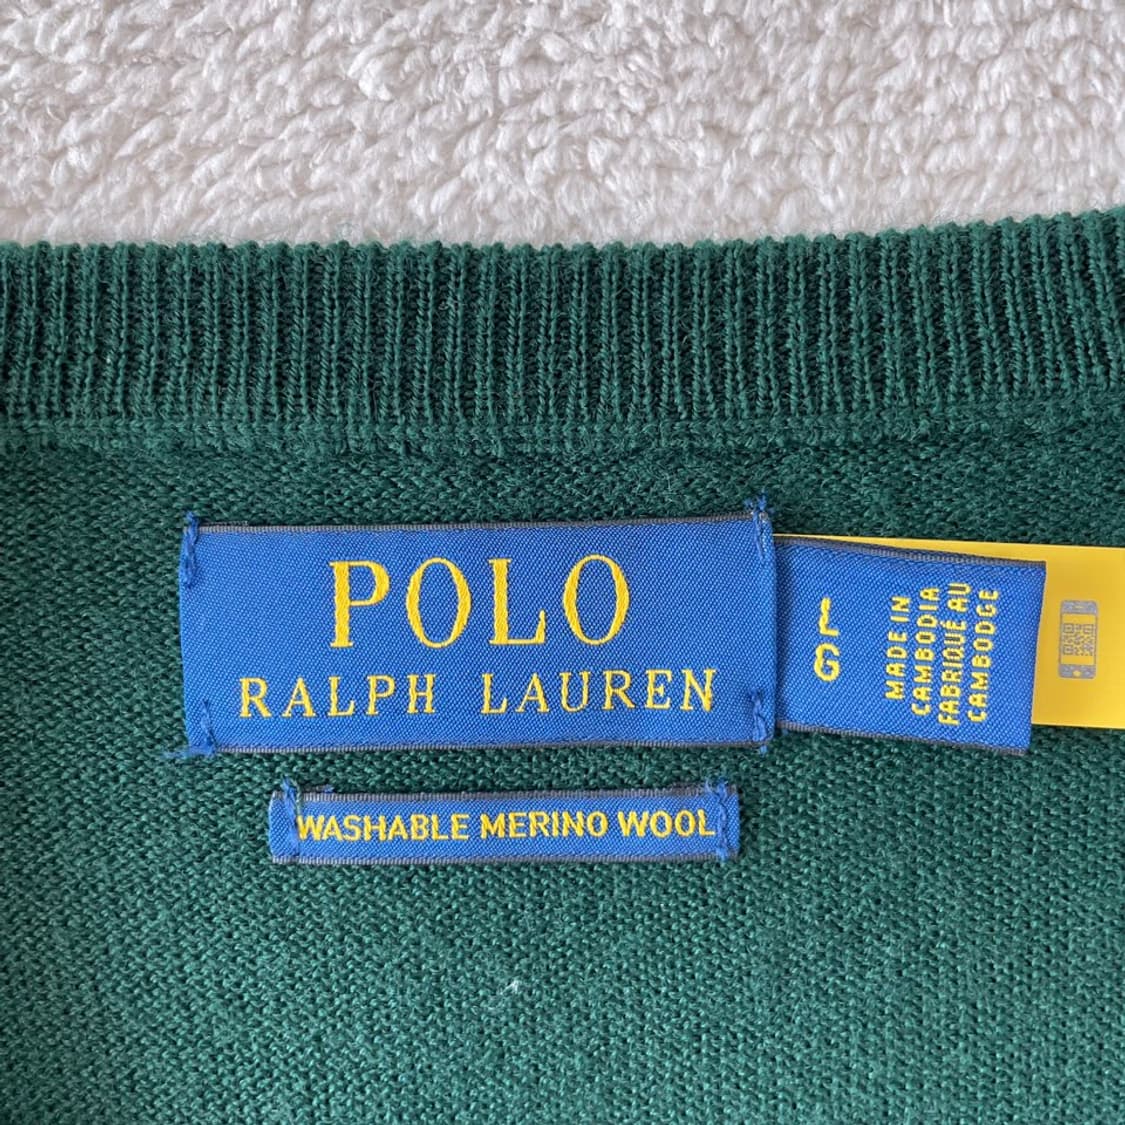 POLO
RALPH LAUREN
L
G
MADE IN
CAMBODIA
FABRIQUÉ AU
CAMBODGE
WASHABLE MERINO WOOL